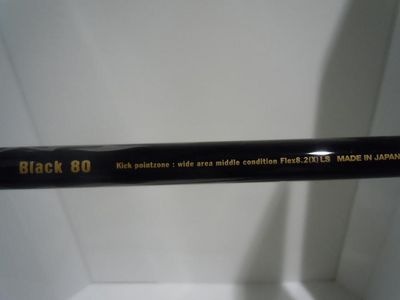 Black 80 Kick pointzone : wide area middle condition Flex8.2(X)LS MADE IN JAPAN